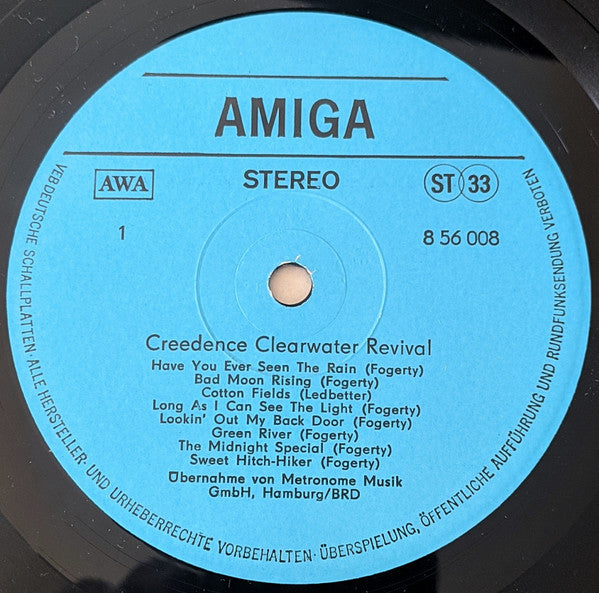 AMIGA
AWA
STEREO
ST 33
1
8 56 008
Creedence Clearwater Revival
Have You Ever Seen The Rain (Fogerty)
Bad Moon Rising (Fogerty)
Cotton Fields (Ledbetter)
Long As I Can See The Light (Fogerty)
Lookin' Out My Back Door (Fogerty)
Green River (Fogerty)
The Midnight Special (Fogerty)
Sweet Hitch-Hiker (Fogerty)
Übernahme von Metronome Musik
GmbH, Hamburg/BRD
VEB DEUTSCHE SCHALLPLATTEN · ALLE HERSTELLER- UND URHEBERRECHTE VORBEHALTEN · ÜBERSPIELUNG, ÖFFENTLICHE AUFFÜHRUNG UND RUNDFUNKSENDUNG VERBOTEN